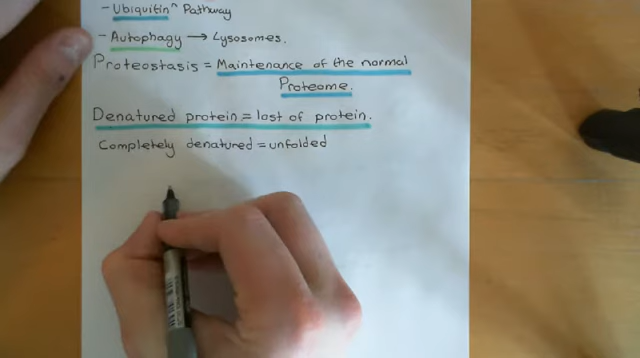 - Ubiquitin^ Pathway
- Autophagy → Lysosomes.
Proteostasis = Maintenance of the normal
Proteome.
Denatured protein = lost of protein.
Completely denatured = unfolded